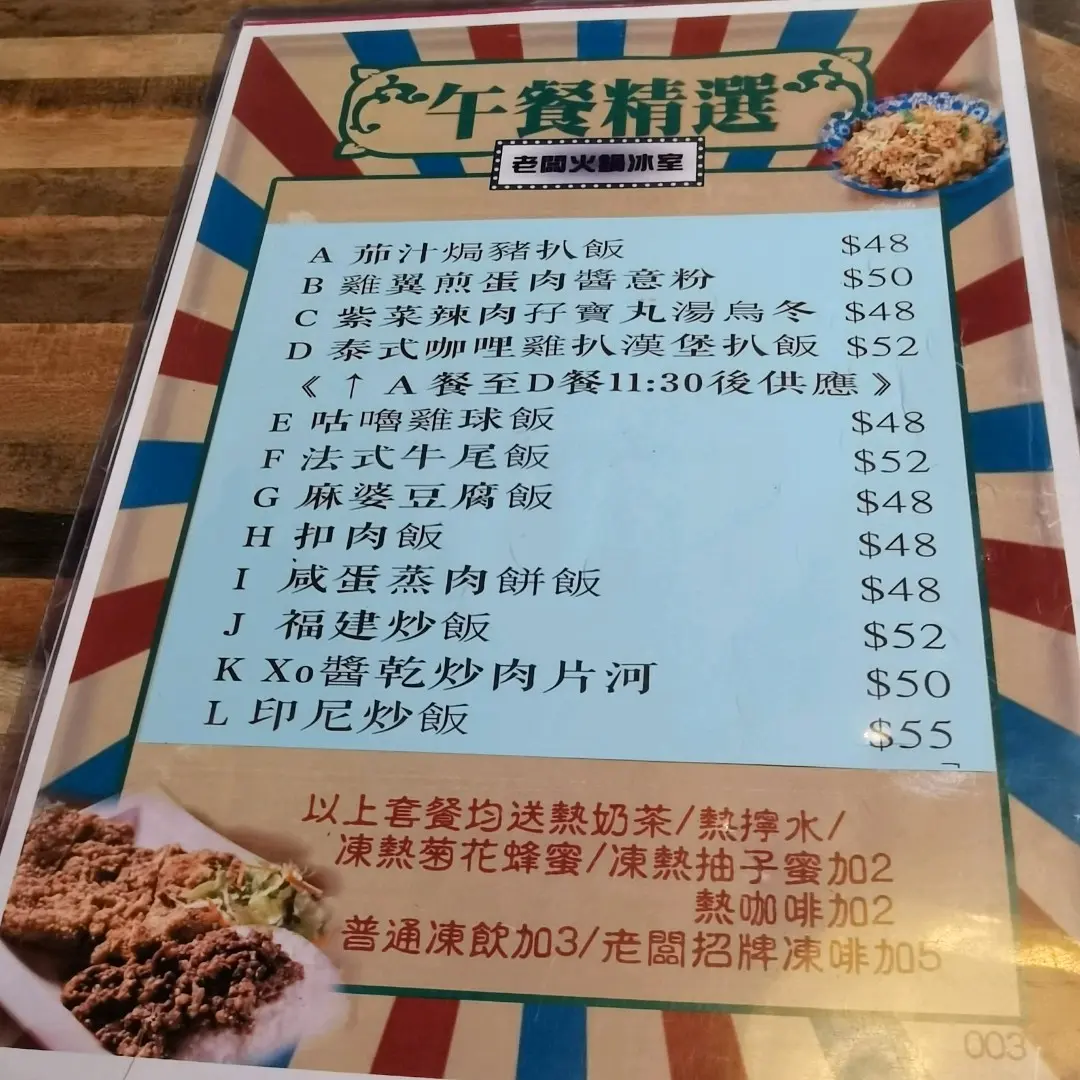 午餐精選
老闆火鍋冰室
A 茄汁焗豬扒飯 $48
B 雞翼煎蛋肉醬意粉 $50
C 紫菜辣肉孖寶丸湯烏冬 $48
D 泰式咖哩雞扒漢堡扒飯 $52
《↑A餐至D餐11:30後供應》
E 咕嚕雞球飯 $48
F 法式牛尾飯 $52
G 麻婆豆腐飯 $48
H 扣肉飯 $48
I 咸蛋蒸肉餅飯 $48
J 福建炒飯 $52
K Xo醬乾炒肉片河 $50
L 印尼炒飯 $55
以上套餐均送熱奶茶/熱擰水/
凍熱菊花蜂蜜/凍熱抽子蜜加2
熱咖啡加2
普通凍飲加3/老闆招牌凍啡加5
003